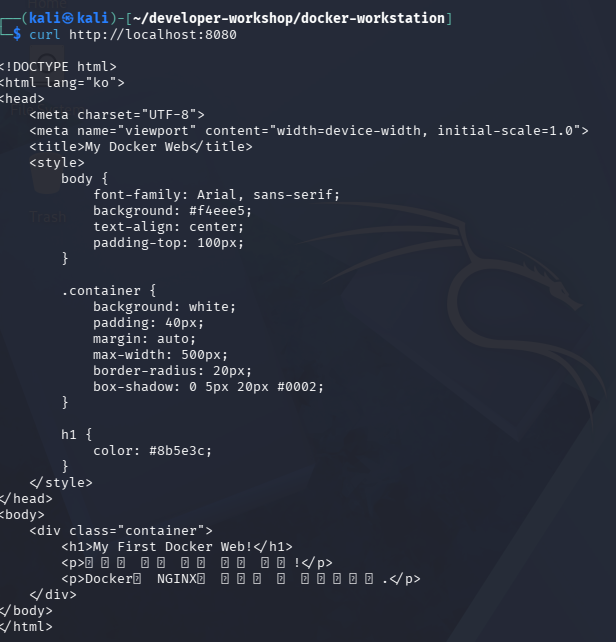 (kali㉿kali)-[~/developer-workshop/docker-workstation]
$ curl http://localhost:8080
<!DOCTYPE html>
<html lang="ko">
<head>
    <meta charset="UTF-8">
    <meta name="viewport" content="width=device-width, initial-scale=1.0">
    <title>My Docker Web</title>
    <style>
        body {
            font-family: Arial, sans-serif;
            background: #f4eee5;
            text-align: center;
            padding-top: 100px;
        }
        .container {
            background: white;
            padding: 40px;
            margin: auto;
            max-width: 500px;
            border-radius: 20px;
            box-shadow: 0 5px 20px #0002;
        }
        h1 {
            color: #8b5e3c;
        }
    </style>
</head>
<body>
    <div class="container">
        <h1>My First Docker Web!</h1>
        <p> !</p>
        <p>Docker NGINX .</p>
    </div>
</body>
</html>
Trash